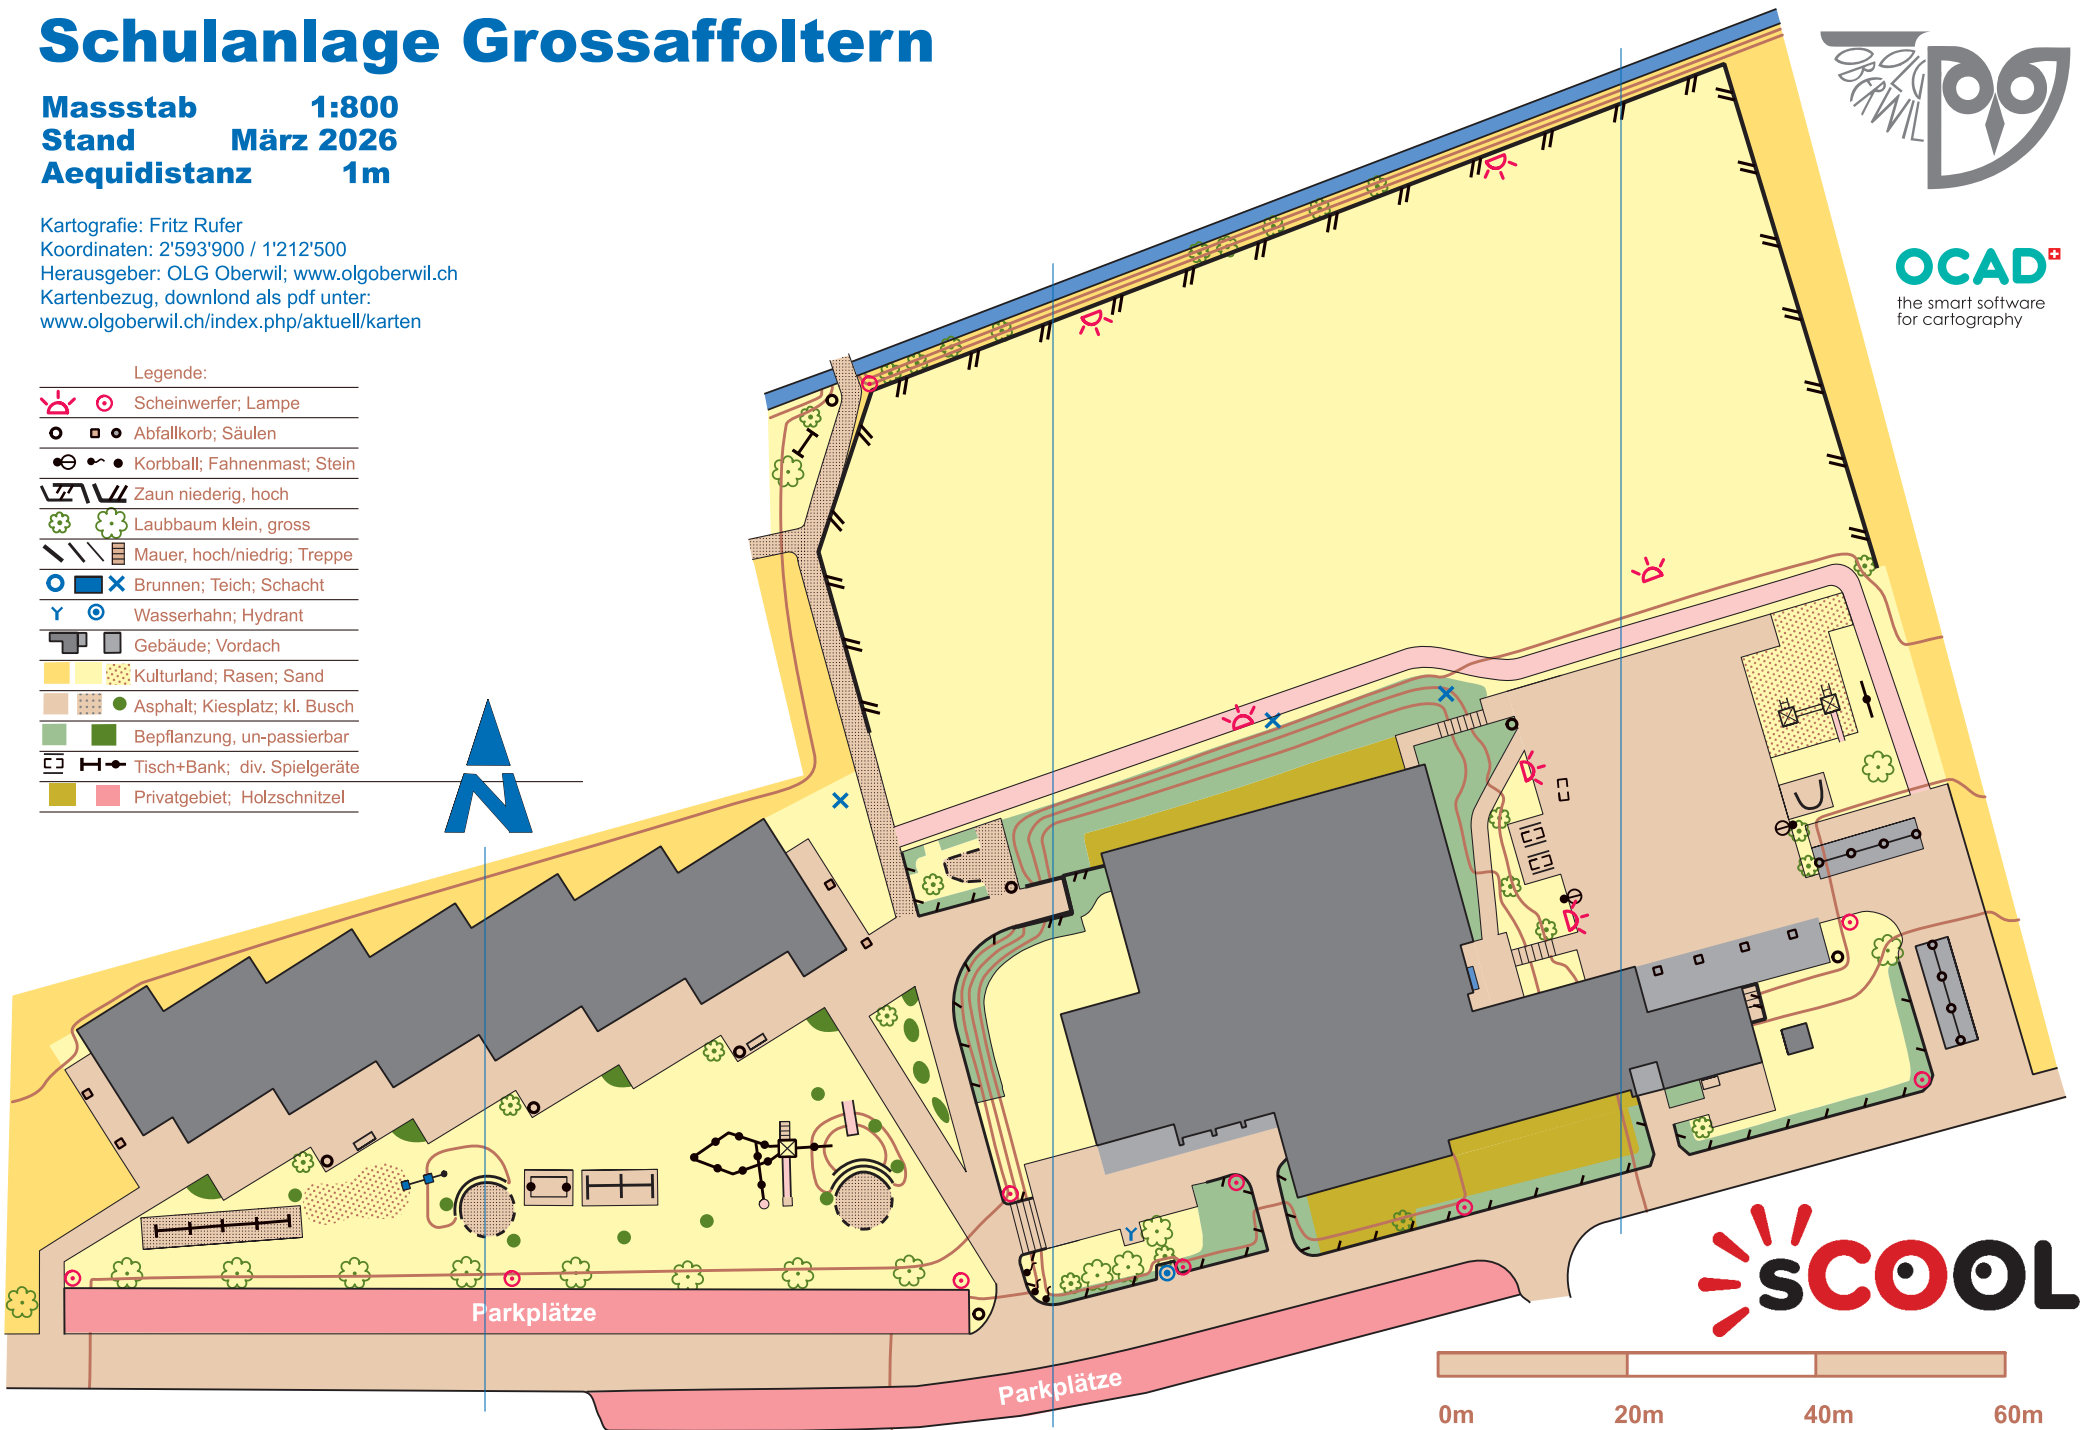 Schulanlage Grossaffoltern
Massstab 1:800
Stand März 2026
Aequidistanz 1m
Kartografie: Fritz Rufer
Koordinaten: 2'593'900 / 1'212'500
Herausgeber: OLG Oberwil; www.olgoberwil.ch
Kartenbezug, downlond als pdf unter:
www.olgoberwil.ch/index.php/aktuell/karten
Legende:
Scheinwerfer; Lampe
Abfallkorb; Säulen
Korbball; Fahnenmast; Stein
Zaun niederig, hoch
Laubbaum klein, gross
Mauer, hoch/niedrig; Treppe
Brunnen; Teich; Schacht
Wasserhahn; Hydrant
Gebäude; Vordach
Kulturland; Rasen; Sand
Asphalt; Kiesplatz; kl. Busch
Bepflanzung, un-passierbar
Tisch+Bank; div. Spielgeräte
Privatgebiet; Holzschnitzel
N
OLG
OBERWIL
OCAD
the smart software
for cartography
Parkplätze
Parkplätze
sCOOL
0m 20m 40m 60m